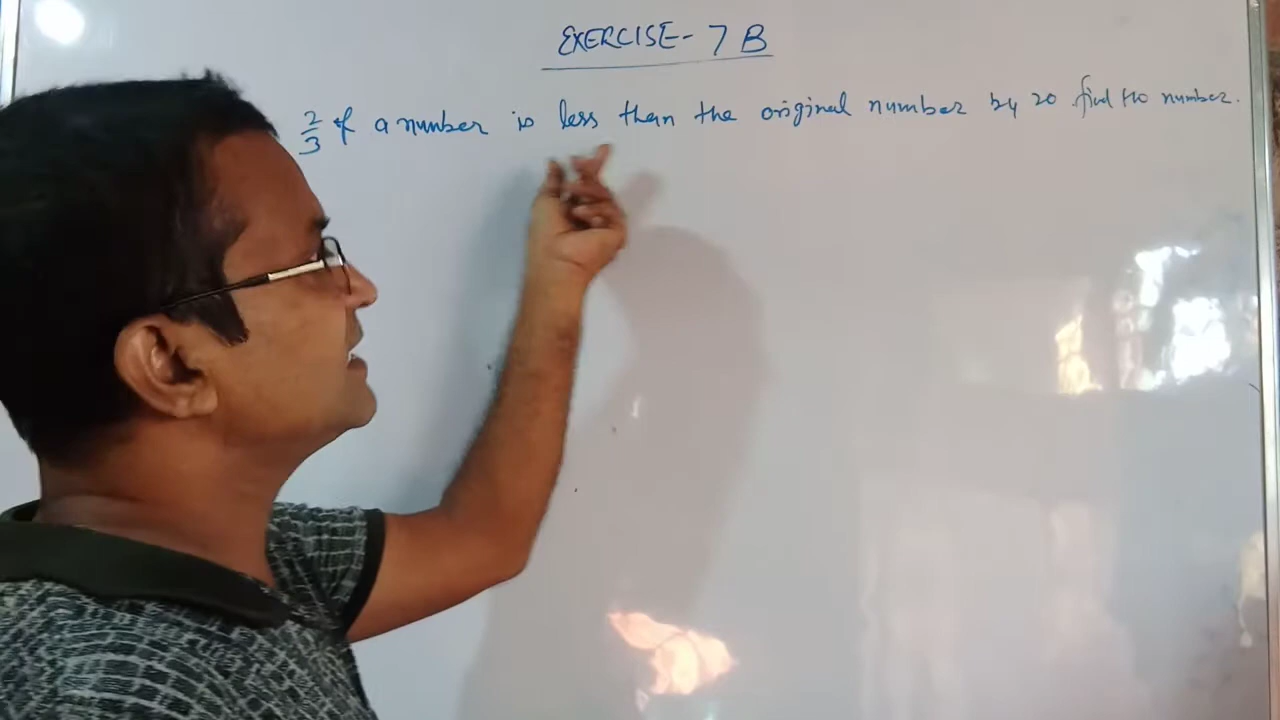 EXERCISE - 7 B
2/3 of a number is less than the original number by 20 find the number.